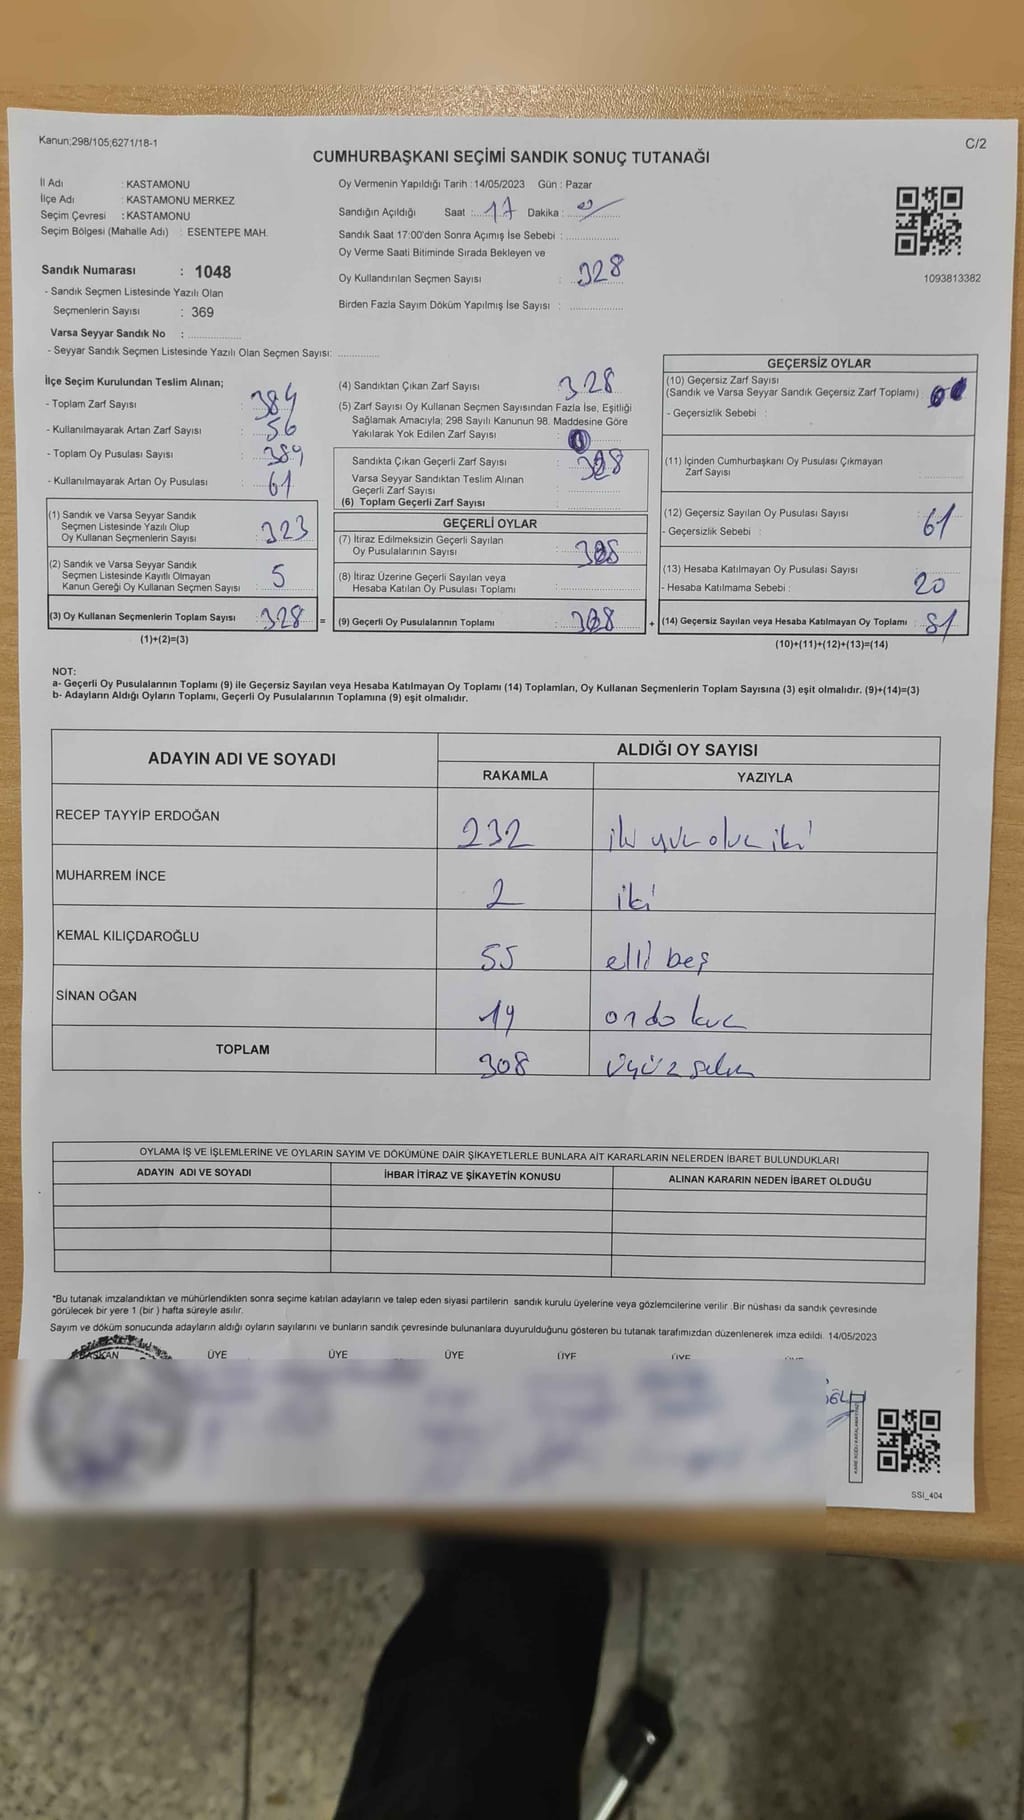 Kanun;298/105;6271/18-1
C/2
CUMHURBAŞKANI SEÇİMİ SANDIK SONUÇ TUTANAĞI
İl Adı : KASTAMONU
İlçe Adı : KASTAMONU MERKEZ
Seçim Çevresi : KASTAMONU
Seçim Bölgesi (Mahalle Adı) : ESENTEPE MAH.
Sandık Numarası : 1048
- Sandık Seçmen Listesinde Yazılı Olan
Seçmenlerin Sayısı : 369
Varsa Seyyar Sandık No :
- Seyyar Sandık Seçmen Listesinde Yazılı Olan Seçmen Sayısı:
Oy Vermenin Yapıldığı Tarih : 14/05/2023 Gün : Pazar
Sandığın Açıldığı Saat : 17 Dakika :
Sandık Saat 17:00'den Sonra Açımış İse Sebebi :
Oy Verme Saati Bitiminde Sırada Bekleyen ve
Oy Kullandırılan Seçmen Sayısı : 328
Birden Fazla Sayım Döküm Yapılmış İse Sayısı :
1093813382
İlçe Seçim Kurulundan Teslim Alınan;
- Toplam Zarf Sayısı : 384
- Kullanılmayarak Artan Zarf Sayısı : 56
- Toplam Oy Pusulası Sayısı : 389
- Kullanılmayarak Artan Oy Pusulası : 61
(1) Sandık ve Varsa Seyyar Sandık
Seçmen Listesinde Yazılı Olup
Oy Kullanan Seçmenlerin Sayısı : 323
(2) Sandık ve Varsa Seyyar Sandık
Seçmen Listesinde Kayıtlı Olmayan
Kanun Gereği Oy Kullanan Seçmen Sayısı : 5
(3) Oy Kullanan Seçmenlerin Toplam Sayısı : 328 =
(1)+(2)=(3)
(4) Sandıktan Çıkan Zarf Sayısı : 328
(5) Zarf Sayısı Oy Kullanan Seçmen Sayısından Fazla İse, Eşitliği
Sağlamak Amacıyla; 298 Sayılı Kanunun 98. Maddesine Göre
Yakılarak Yok Edilen Zarf Sayısı :
Sandıkta Çıkan Geçerli Zarf Sayısı : 328
Varsa Seyyar Sandıktan Teslim Alınan
Geçerli Zarf Sayısı :
(6) Toplam Geçerli Zarf Sayısı :
GEÇERLİ OYLAR
(7) İtiraz Edilmeksizin Geçerli Sayılan
Oy Pusulalarının Sayısı : 308
(8) İtiraz Üzerine Geçerli Sayılan veya
Hesaba Katılan Oy Pusulası Toplamı :
(9) Geçerli Oy Pusulalarının Toplamı : 308 +
GEÇERSİZ OYLAR
(10) Geçersiz Zarf Sayısı
(Sandık ve Varsa Seyyar Sandık Geçersiz Zarf Toplamı) :
- Geçersizlik Sebebi :
(11) İçinden Cumhurbaşkanı Oy Pusulası Çıkmayan
Zarf Sayısı
(12) Geçersiz Sayılan Oy Pusulası Sayısı 61
- Geçersizlik Sebebi :
(13) Hesaba Katılmayan Oy Pusulası Sayısı
- Hesaba Katılmama Sebebi : 20
(14) Geçersiz Sayılan veya Hesaba Katılmayan Oy Toplamı : 81
(10)+(11)+(12)+(13)=(14)
NOT:
a- Geçerli Oy Pusulalarının Toplamı (9) ile Geçersiz Sayılan veya Hesaba Katılmayan Oy Toplamı (14) Toplamları, Oy Kullanan Seçmenlerin Toplam Sayısına (3) eşit olmalıdır. (9)+(14)=(3)
b- Adayların Aldığı Oyların Toplamı, Geçerli Oy Pusulalarının Toplamına (9) eşit olmalıdır.
ADAYIN ADI VE SOYADI
ALDIĞI OY SAYISI
RAKAMLA YAZIYLA
RECEP TAYYİP ERDOĞAN 232 iki yuz otuz iki
MUHARREM İNCE 2 iki
KEMAL KILIÇDAROĞLU 55 elli beş
SİNAN OĞAN 19 ondokuz
TOPLAM 308 üçüz sekiz
OYLAMA İŞ VE İŞLEMLERİNE VE OYLARIN SAYIM VE DÖKÜMÜNE DAİR ŞİKAYETLERLE BUNLARA AİT KARARLARIN NELERDEN İBARET BULUNDUKLARI
ADAYIN ADI VE SOYADI İHBAR İTİRAZ VE ŞİKAYETİN KONUSU ALINAN KARARIN NEDEN İBARET OLDUĞU
*Bu tutanak imzalandıktan ve mühürlendikten sonra seçime katılan adayların ve talep eden siyasi partilerin sandık kurulu üyelerine veya gözlemcilerine verilir .Bir nüshası da sandık çevresinde
görülecek bir yere 1 (bir ) hafta süreyle asılır.
Sayım ve döküm sonucunda adayların aldığı oyların sayılarını ve bunların sandık çevresinde bulunanlara duyurulduğunu gösteren bu tutanak tarafımızdan düzenlenerek imza edildi. 14/05/2023
BAŞKAN ÜYE ÜYE ÜYE ÜYE ÜYE
SSI_404